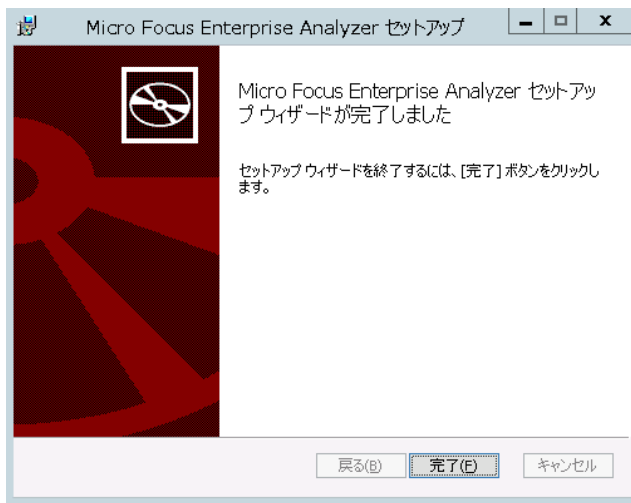 Micro Focus Enterprise Analyzer セットアップ
Micro Focus Enterprise Analyzer セットアッ
プ ウィザードが完了しました
セットアップ ウィザードを終了するには、[完了] ボタンをクリックし
ます。
戻る(B) 完了(F) キャンセル